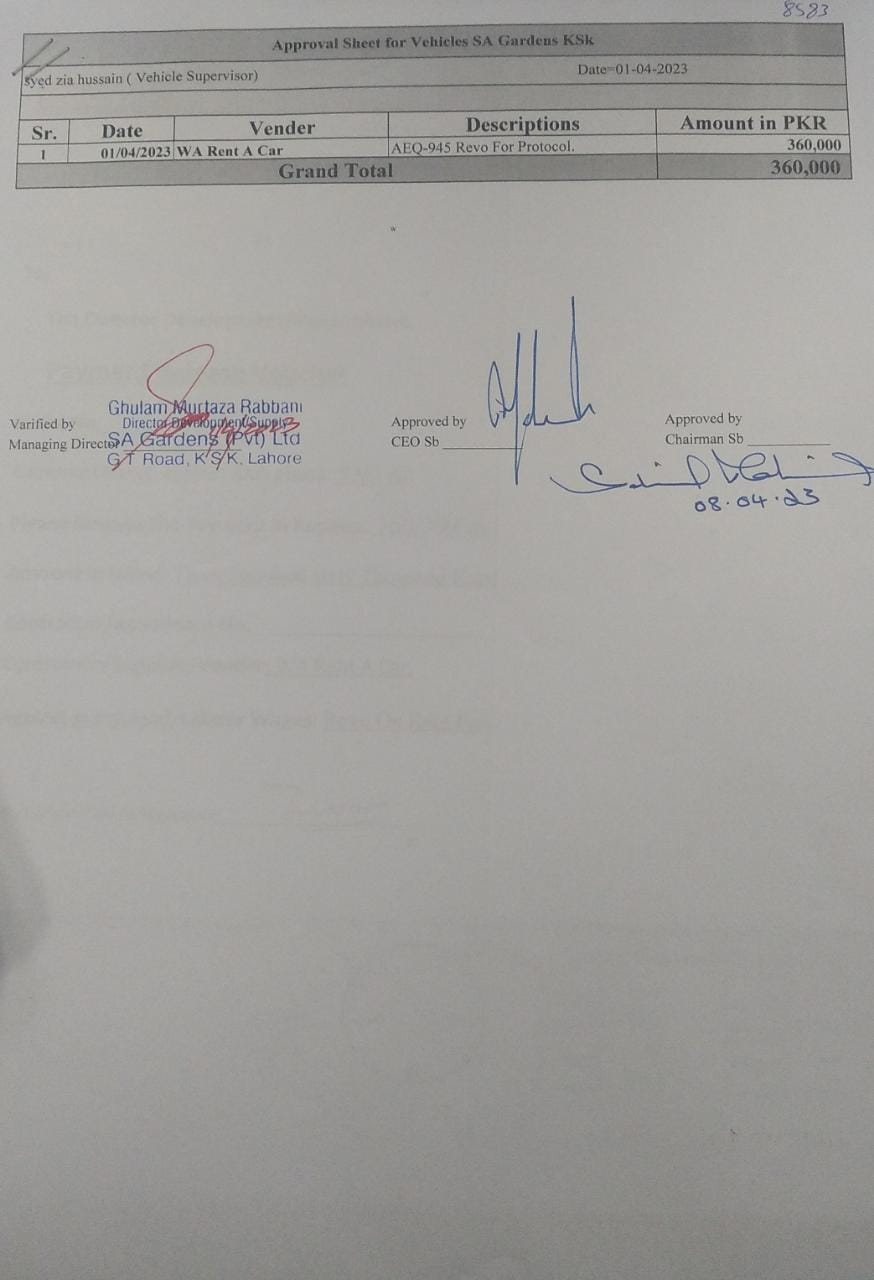 8583
Approval Sheet for Vehicles SA Gardens KSk
syed zia hussain ( Vehicle Supervisor) Date=01-04-2023
Sr. Date Vender Descriptions Amount in PKR
1 01/04/2023 WA Rent A Car AEQ-945 Revo For Protocol. 360,000
Grand Total 360,000
Ghulam Murtaza Rabbani
Director Development/Supply
SA Gardens (Pvt) Ltd
GT Road, K'S'K. Lahore
Varified by
Managing Director
Approved by
CEO Sb
Approved by
Chairman Sb
08.04.23